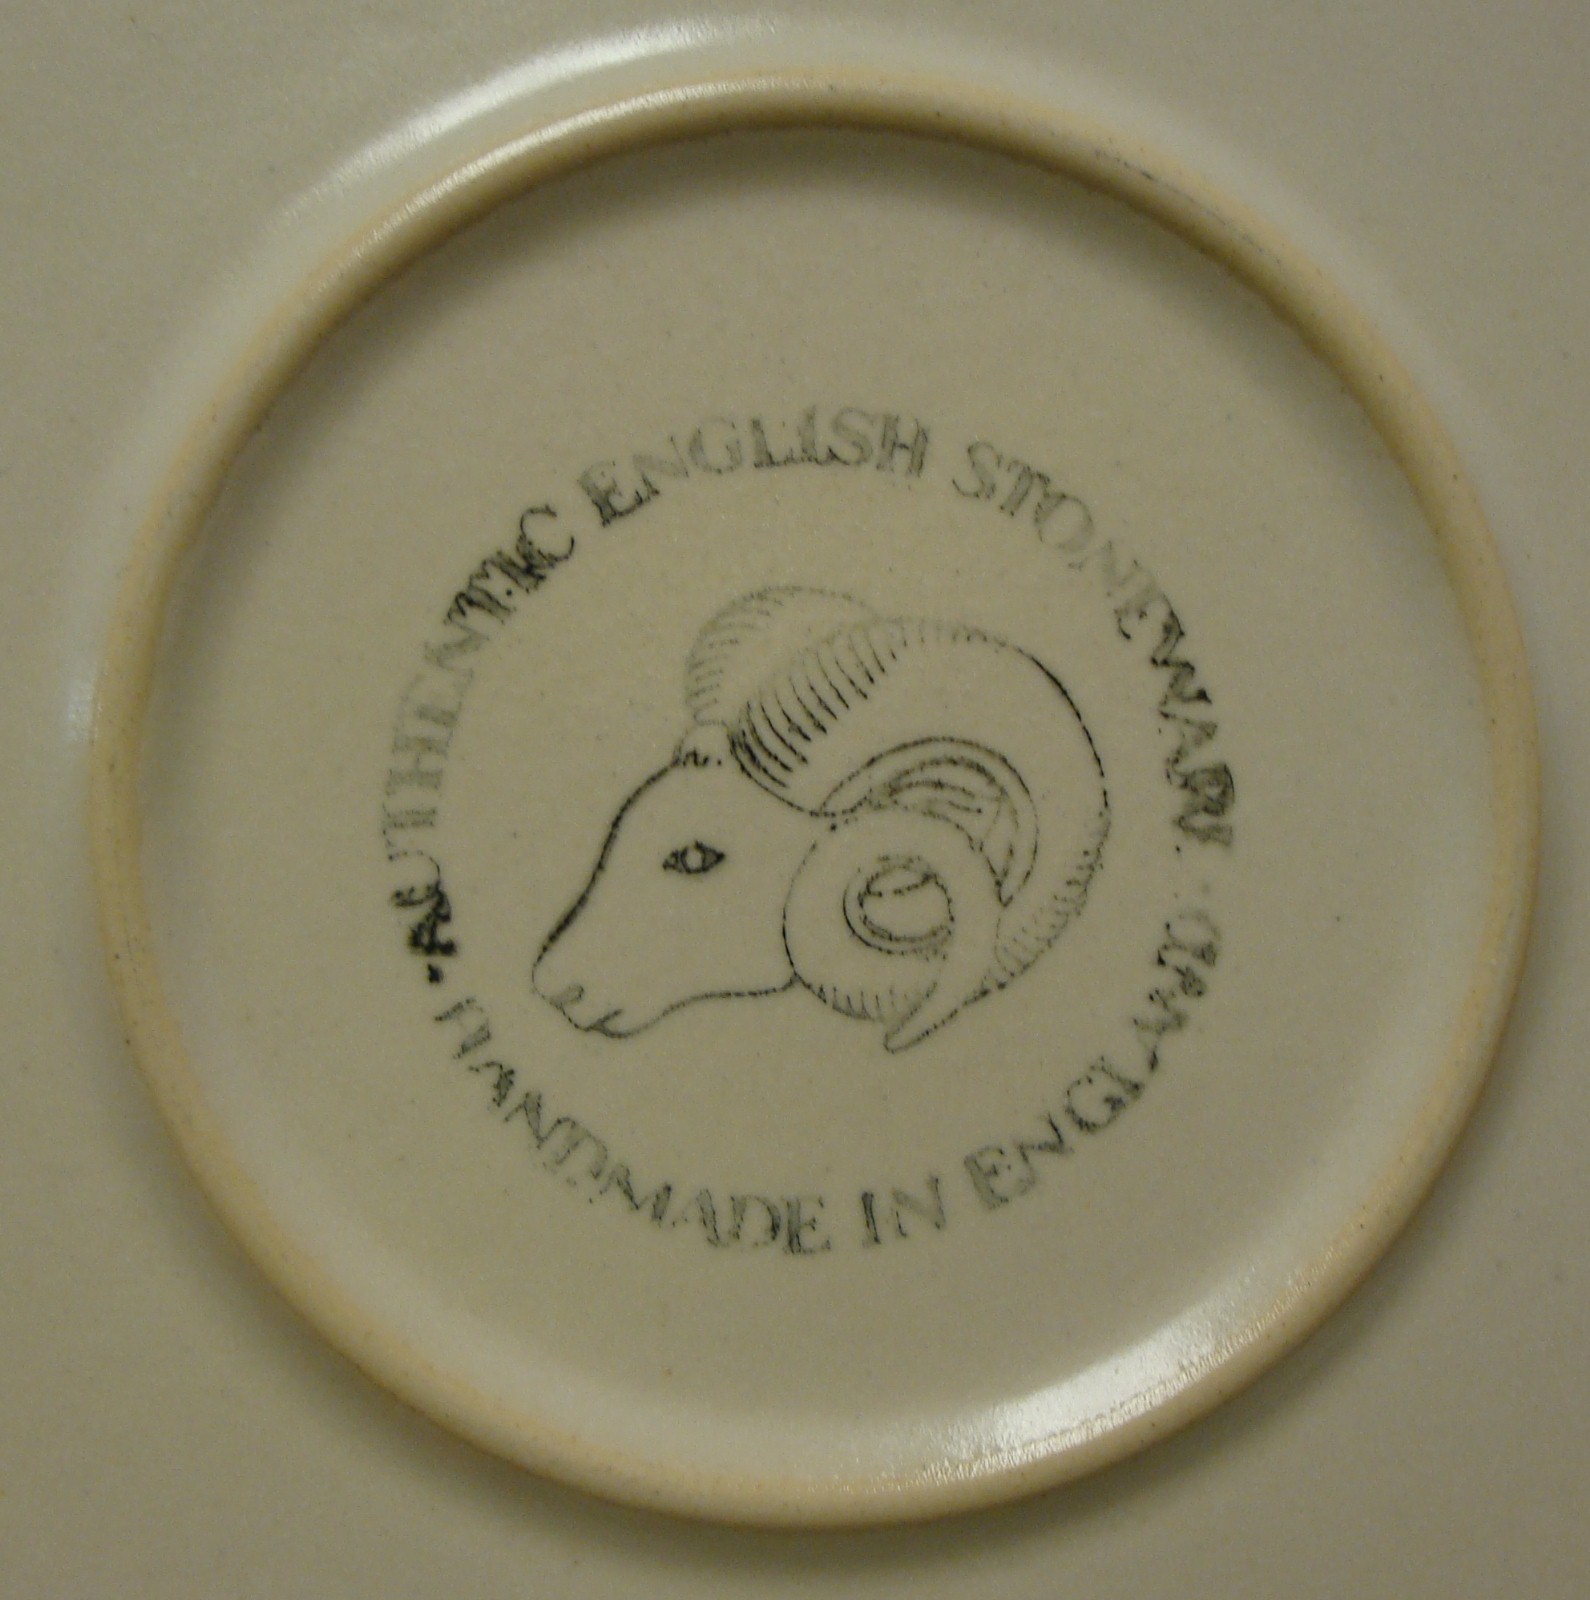 AUTHENTIC ENGLISH STONEWARE
HANDMADE IN ENGLAND